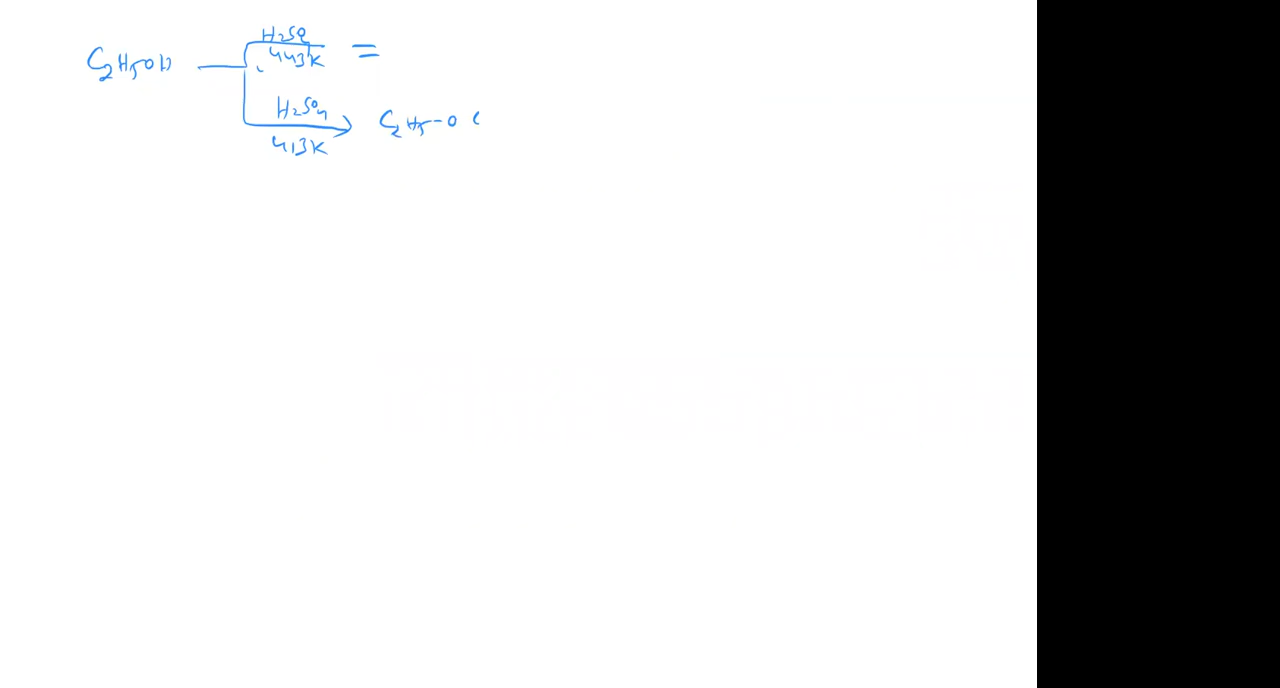 H₂SO₄
C₂H₅OH 443K =
H₂SO₄
C₂H₅-O C
413K